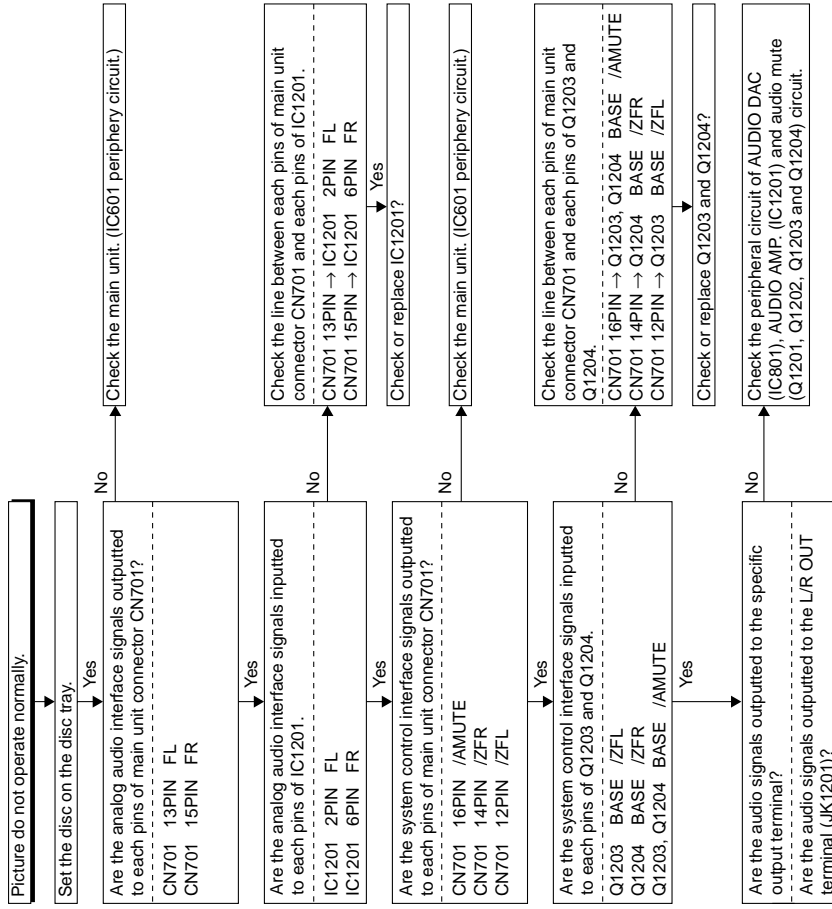 Picture do not operate normally.
Set the disc on the disc tray.
Yes
Are the analog audio interface signals outputted
to each pins of main unit connector CN701?
CN701 13PIN FL
CN701 15PIN FR
No
Check the main unit. (IC601 periphery circuit.)
Yes
Are the analog audio interface signals inputted
to each pins of IC1201.
IC1201 2PIN FL
IC1201 6PIN FR
No
Check the line between each pins of main unit
connector CN701 and each pins of IC1201.
CN701 13PIN → IC1201 2PIN FL
CN701 15PIN → IC1201 6PIN FR
Yes
Check or replace IC1201?
Yes
Are the system control interface signals outputted
to each pins of main unit connector CN701?
CN701 16PIN /AMUTE
CN701 14PIN /ZFR
CN701 12PIN /ZFL
No
Check the main unit. (IC601 periphery circuit.)
Yes
Are the system control interface signals inputted
to each pins of Q1203 and Q1204.
Q1203 BASE /ZFL
Q1204 BASE /ZFR
Q1203, Q1204 BASE /AMUTE
No
Check the line between each pins of main unit
connector CN701 and each pins of Q1203 and
Q1204.
CN701 16PIN → Q1203, Q1204 BASE /AMUTE
CN701 14PIN → Q1204 BASE /ZFR
CN701 12PIN → Q1203 BASE /ZFL
Check or replace Q1203 and Q1204?
Yes
Are the audio signals outputted to the specific
output terminal?
Are the audio signals outputted to the L/R OUT
terminal (JK1201)?
No
Check the peripheral circuit of AUDIO DAC
(IC801), AUDIO AMP. (IC1201) and audio mute
(Q1201, Q1202, Q1203 and Q1204) circuit.